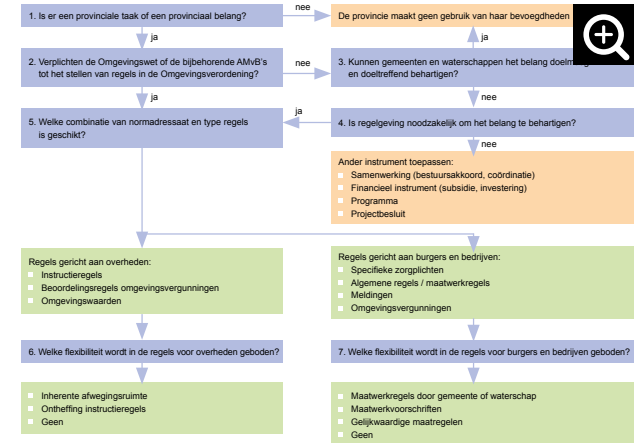 1. Is er een provinciale taak of een provinciaal belang?
nee
De provincie maakt geen gebruik van haar bevoegdheden
ja
ja
2. Verplichten de Omgevingswet of de bijbehorende AMvB's
tot het stellen van regels in de Omgevingsverordening?
nee
3. Kunnen gemeenten en waterschappen het belang
en doeltreffend behartigen?
ja
nee
5. Welke combinatie van normadressaat en type regels
is geschikt?
ja
4. Is regelgeving noodzakelijk om het belang te behartigen?
nee
Ander instrument toepassen:
Samenwerking (bestuursakkoord, coördinatie)
Financieel instrument (subsidie, investering)
Programma
Projectbesluit
Regels gericht aan overheden:
Instructieregels
Beoordelingsregels omgevingsvergunningen
Omgevingswaarden
Regels gericht aan burgers en bedrijven:
Specifieke zorgplichten
Algemene regels / maatwerkregels
Meldingen
Omgevingsvergunningen
6. Welke flexibiliteit wordt in de regels voor overheden geboden?
7. Welke flexibiliteit wordt in de regels voor burgers en bedrijven geboden?
Inherente afwegingsruimte
Ontheffing instructieregels
Geen
Maatwerkregels door gemeente of waterschap
Maatwerkvoorschriften
Gelijkwaardige maatregelen
Geen